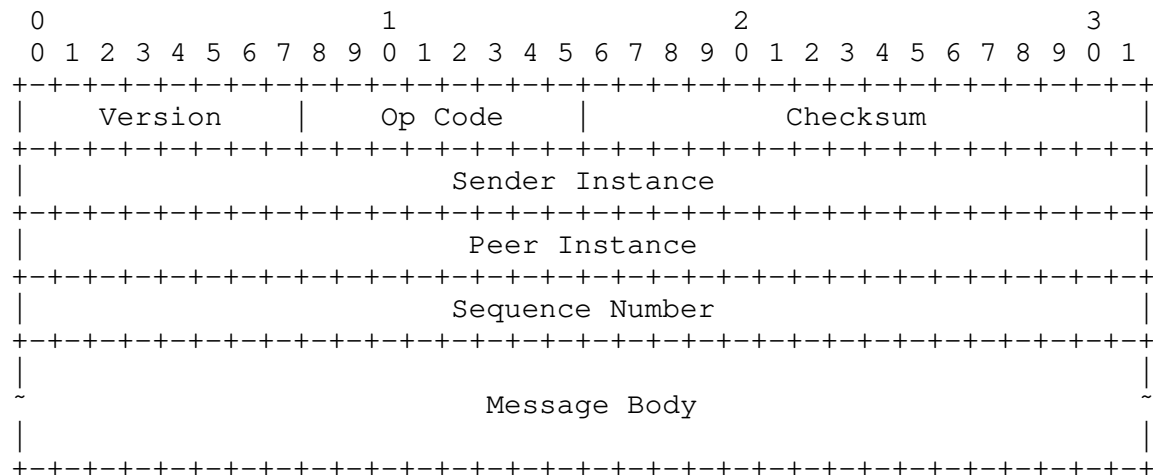 0                   1                   2                   3
 0 1 2 3 4 5 6 7 8 9 0 1 2 3 4 5 6 7 8 9 0 1 2 3 4 5 6 7 8 9 0 1
+-+-+-+-+-+-+-+-+-+-+-+-+-+-+-+-+-+-+-+-+-+-+-+-+-+-+-+-+-+-+-+-+
|    Version    |    Op Code    |           Checksum            |
+-+-+-+-+-+-+-+-+-+-+-+-+-+-+-+-+-+-+-+-+-+-+-+-+-+-+-+-+-+-+-+-+
|                        Sender Instance                        |
+-+-+-+-+-+-+-+-+-+-+-+-+-+-+-+-+-+-+-+-+-+-+-+-+-+-+-+-+-+-+-+-+
|                         Peer Instance                         |
+-+-+-+-+-+-+-+-+-+-+-+-+-+-+-+-+-+-+-+-+-+-+-+-+-+-+-+-+-+-+-+-+
|                        Sequence Number                        |
+-+-+-+-+-+-+-+-+-+-+-+-+-+-+-+-+-+-+-+-+-+-+-+-+-+-+-+-+-+-+-+-+
|                                                               |
~                          Message Body                         ~
|                                                               |
+-+-+-+-+-+-+-+-+-+-+-+-+-+-+-+-+-+-+-+-+-+-+-+-+-+-+-+-+-+-+-+-+